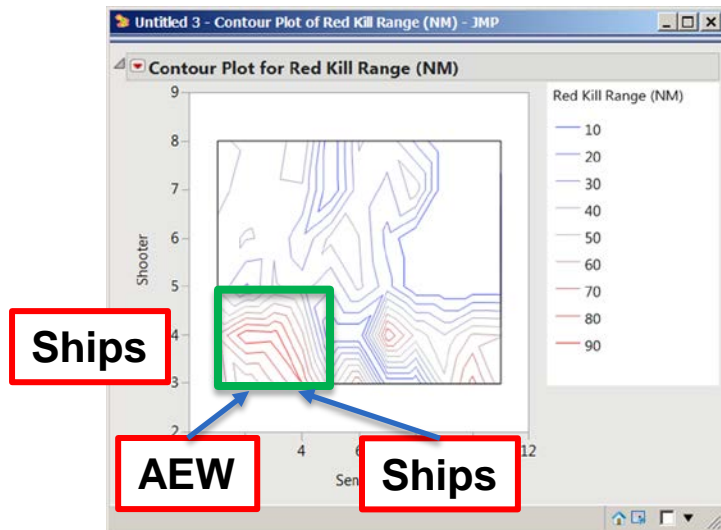 Untitled 3 - Contour Plot of Red Kill Range (NM) - JMP
Contour Plot for Red Kill Range (NM)
9
8
7
6
5
4
3
2
Shooter
4
12
Red Kill Range (NM)
10
20
30
40
50
60
70
80
90
Ships
AEW
Ships